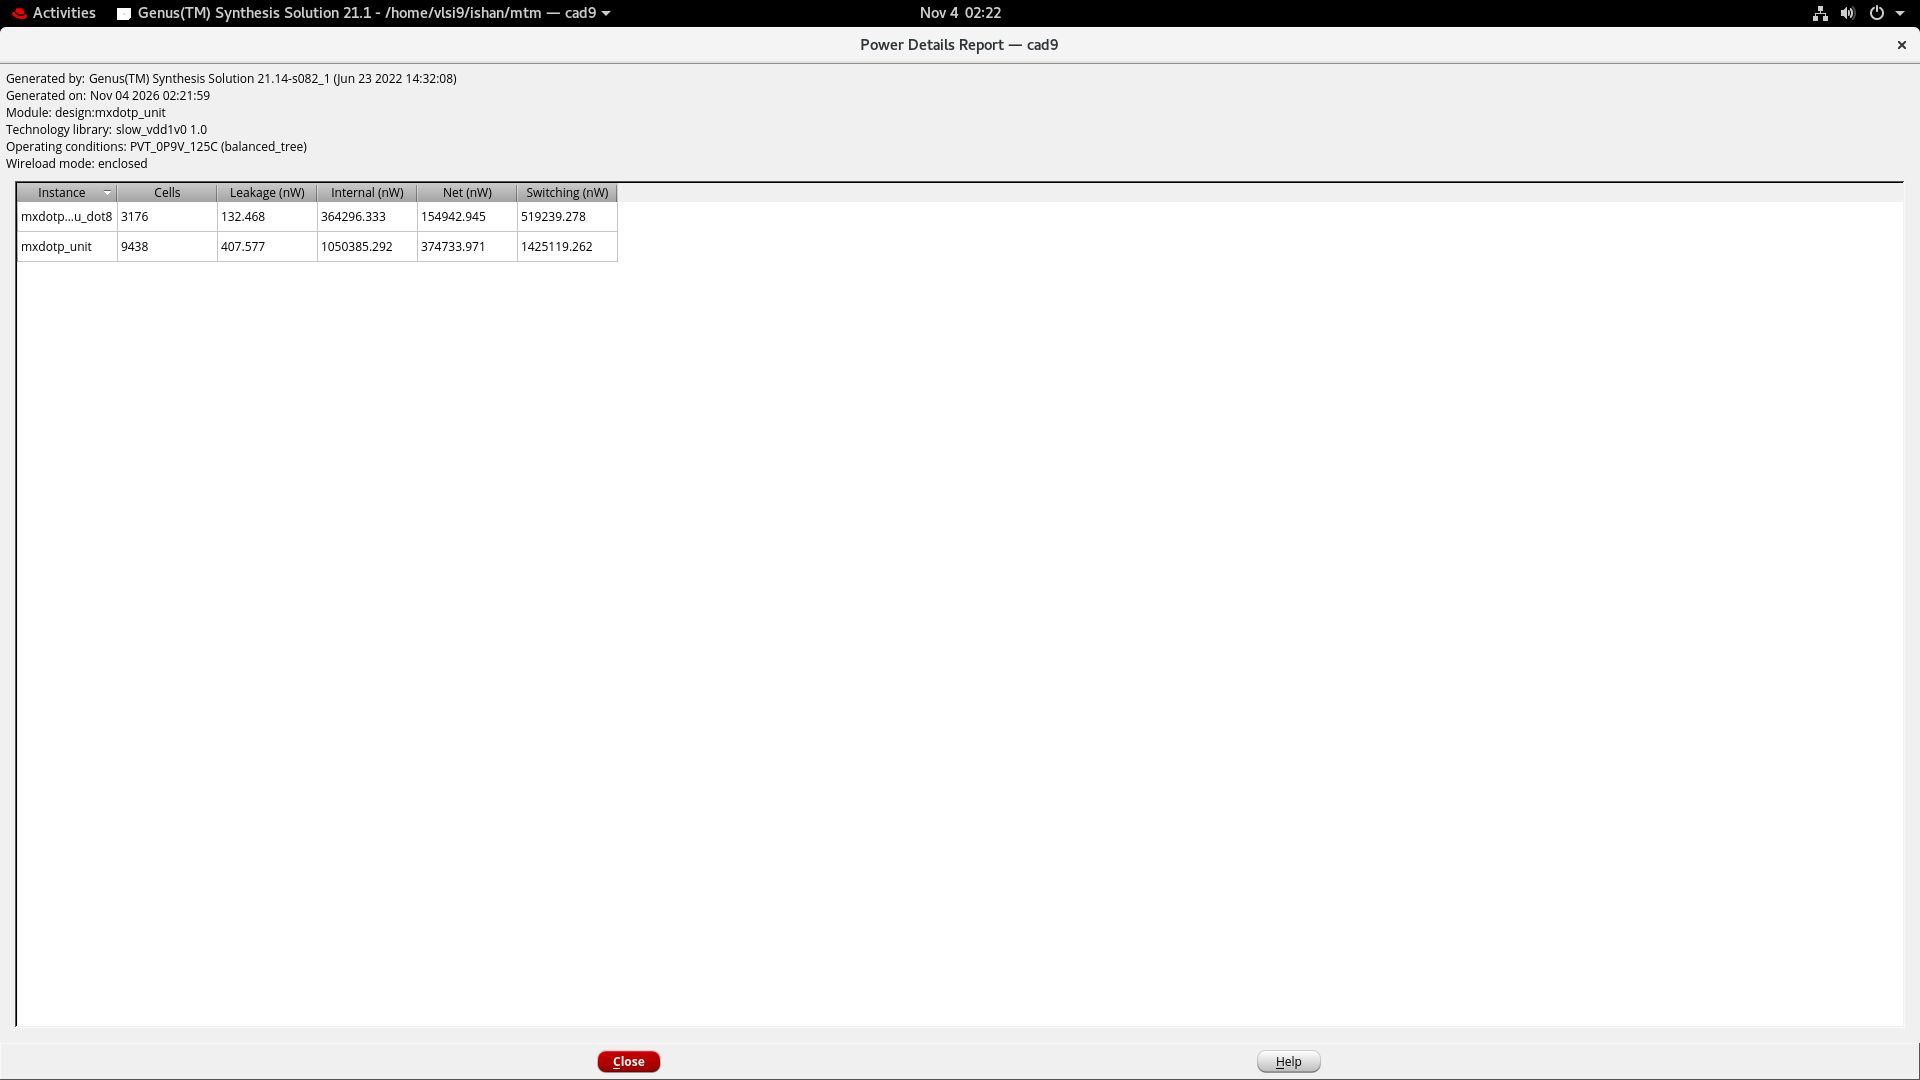 Activities Genus(TM) Synthesis Solution 21.1 - /home/vlsi9/ishan/mtm — cad9 Nov 4 02:22
Power Details Report — cad9
Generated by: Genus(TM) Synthesis Solution 21.14-s082_1 (Jun 23 2022 14:32:08)
Generated on: Nov 04 2026 02:21:59
Module: design:mxdotp_unit
Technology library: slow_vdd1v0 1.0
Operating conditions: PVT_0P9V_125C (balanced_tree)
Wireload mode: enclosed
Instance Cells Leakage (nW) Internal (nW) Net (nW) Switching (nW)
mxdotp...u_dot8 3176 132.468 364296.333 154942.945 519239.278
mxdotp_unit 9438 407.577 1050385.292 374733.971 1425119.262
Close Help